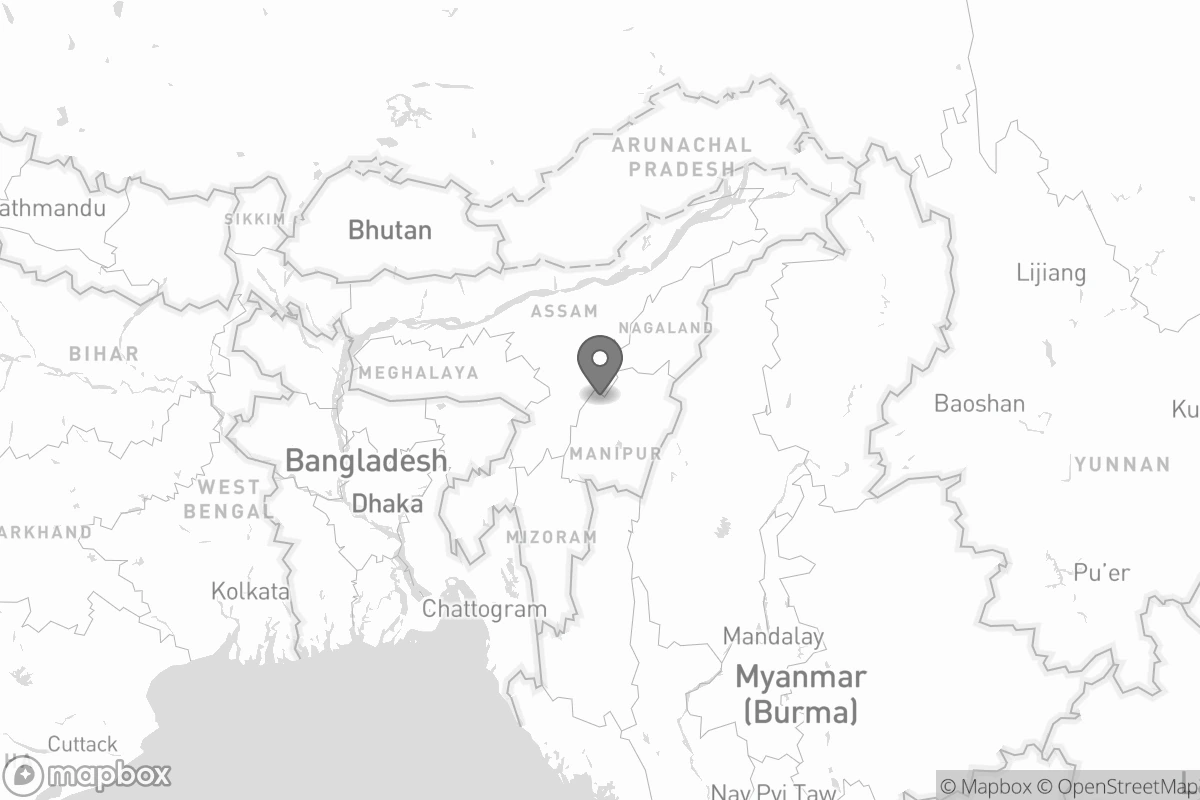 ARUNACHAL
PRADESH
athmandu
SIKKIM
Bhutan
Lijiang
ASSAM
NAGALAND
BIHAR
MEGHALAYA
Baoshan
Ku
MANIPUR
Bangladesh
YUNNAN
WEST
BENGAL
Dhaka
ARKHAND
MIZORAM
Pu’er
Kolkata
Chattogram
Mandalay
Myanmar
(Burma)
Cuttack
mapbox
© Mapbox © OpenStreetMap
Nay Pyi Taw